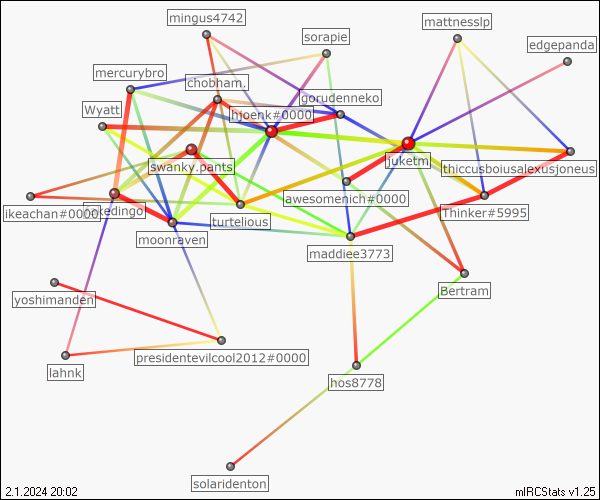 mingus4742
mattnesslp
sorapie
edgepanda
mercurybro
chobham.
gorudenneko
Wyatt
hjoenk#0000
juketm
thiccusboiusalexusjoneus
swanky.pants
awesomenich#0000
ikeachan#0000
Thinker#5995
turtelious
moonraven
maddiee3773
Bertram
yoshimanden
presidentevilcool2012#0000
lahnk
hos8778
solaridenton
2.1.2024 20:02
mIRCStats v1.25